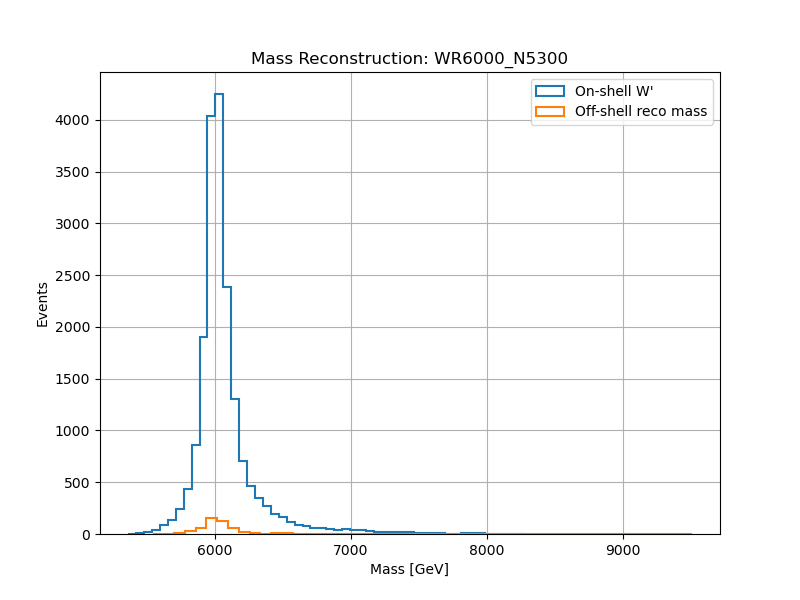 Mass Reconstruction: WR6000_N5300
On-shell W'
Off-shell reco mass
4000
3500
3000
2500
2000
1500
1000
500
0
Events
6000 7000 8000 9000
Mass [GeV]